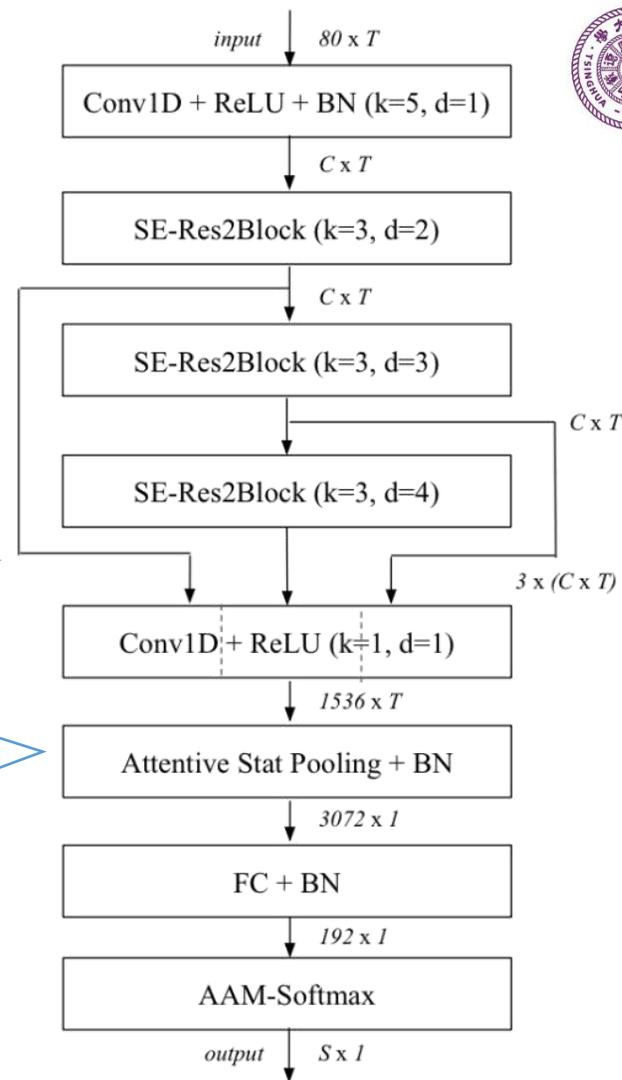 input 80 x T
Conv1D + ReLU + BN (k=5, d=1)
C x T
SE-Res2Block (k=3, d=2)
C x T
SE-Res2Block (k=3, d=3)
C x T
SE-Res2Block (k=3, d=4)
3 x (C x T)
Conv1D + ReLU (k=1, d=1)
1536 x T
Attentive Stat Pooling + BN
3072 x 1
FC + BN
192 x 1
AAM-Softmax
output S x 1
TSINGHUA